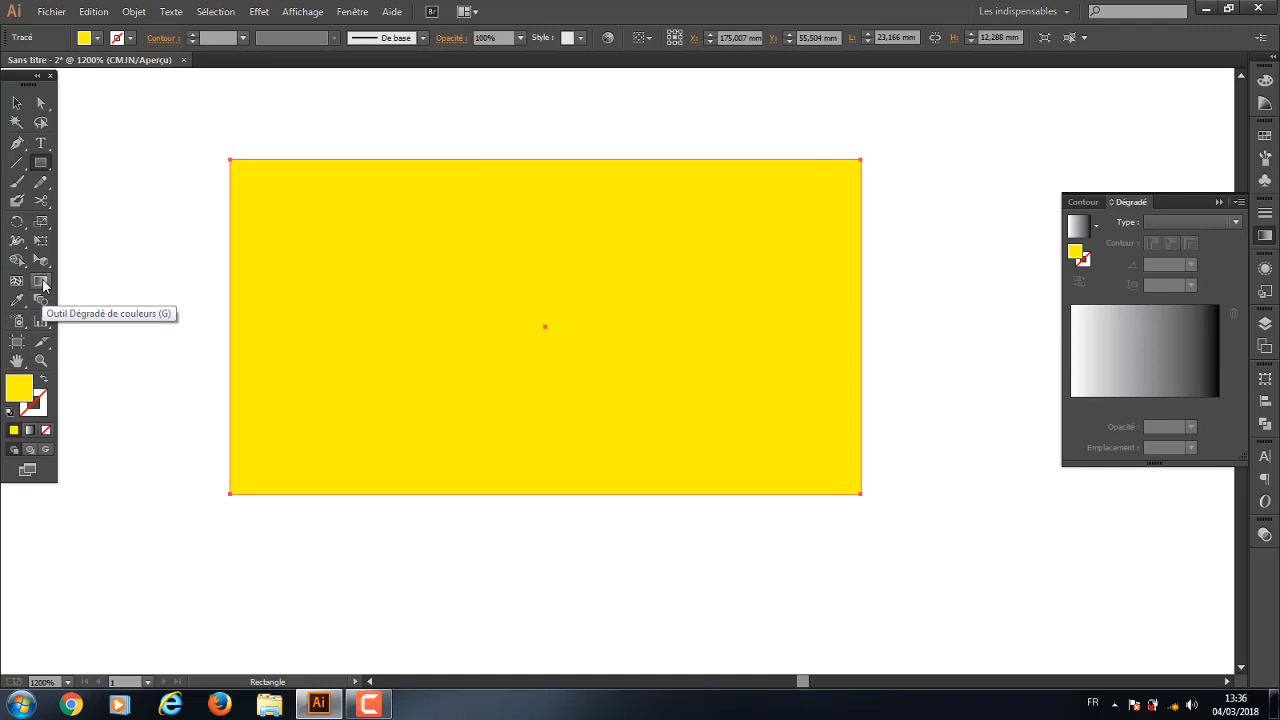 Ai Fichier Edition Objet Texte Sélection Effet Affichage Fenêtre Aide Br Les indispensables
Tracé Contour : De base Opacité : 100% Style : X: 175,007 mm Y: 55,504 mm L: 23,166 mm H: 12,288 mm
Sans titre - 2* @ 1200% (CMJN/Aperçu) ×
T
Contour Dégradé
Type :
Contour :
Outil Dégradé de couleurs (G)
Opacité :
Emplacement :
A
O
1200% 1 Rectangle
Ai FR 13:36
04/03/2018